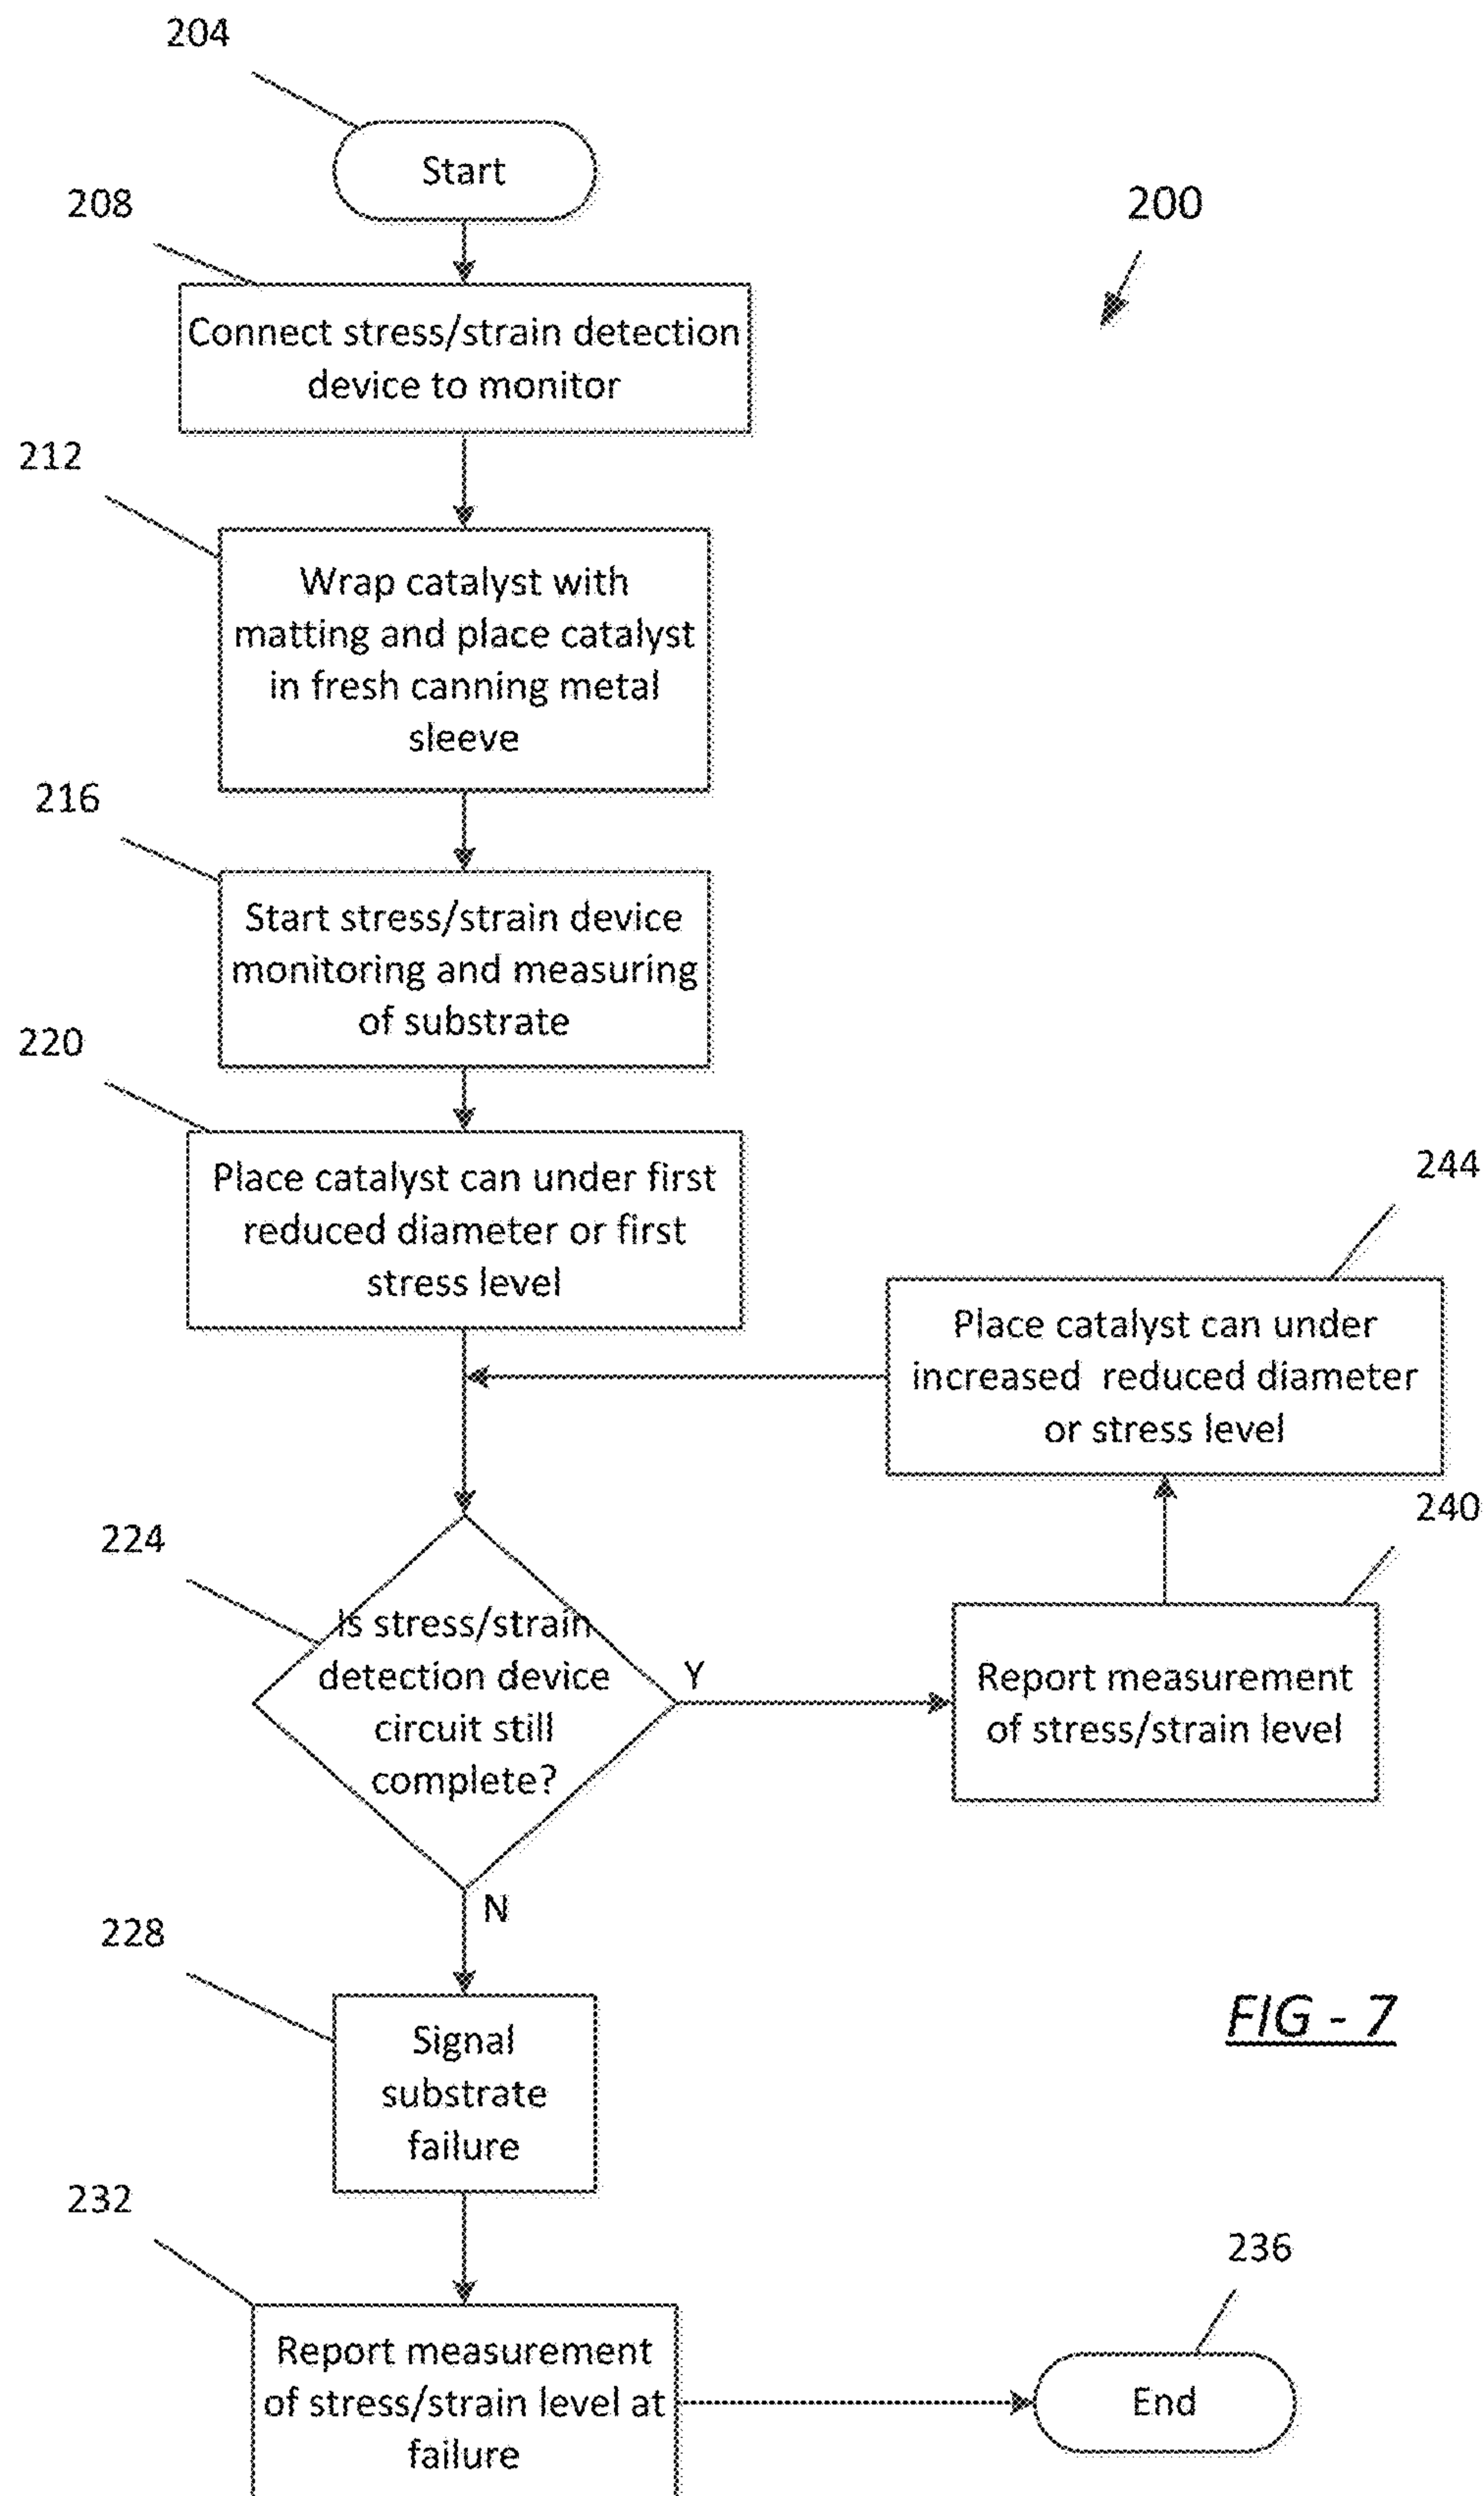 204
Start
208
200
Connect stress/strain detection
device to monitor
212
Wrap catalyst with
matting and place catalyst
in fresh canning metal
sleeve
216
Start stress/strain device
monitoring and measuring
of substrate
220
Place catalyst can under first
reduced diameter or first
stress level
244
Place catalyst can under
increased reduced diameter
or stress level
240
224
Is stress/strain
detection device
circuit still
complete?
Y
Report measurement
of stress/strain level
N
228
Signal
substrate
failure
FIG - 7
232
Report measurement
of stress/strain level at
failure
236
End